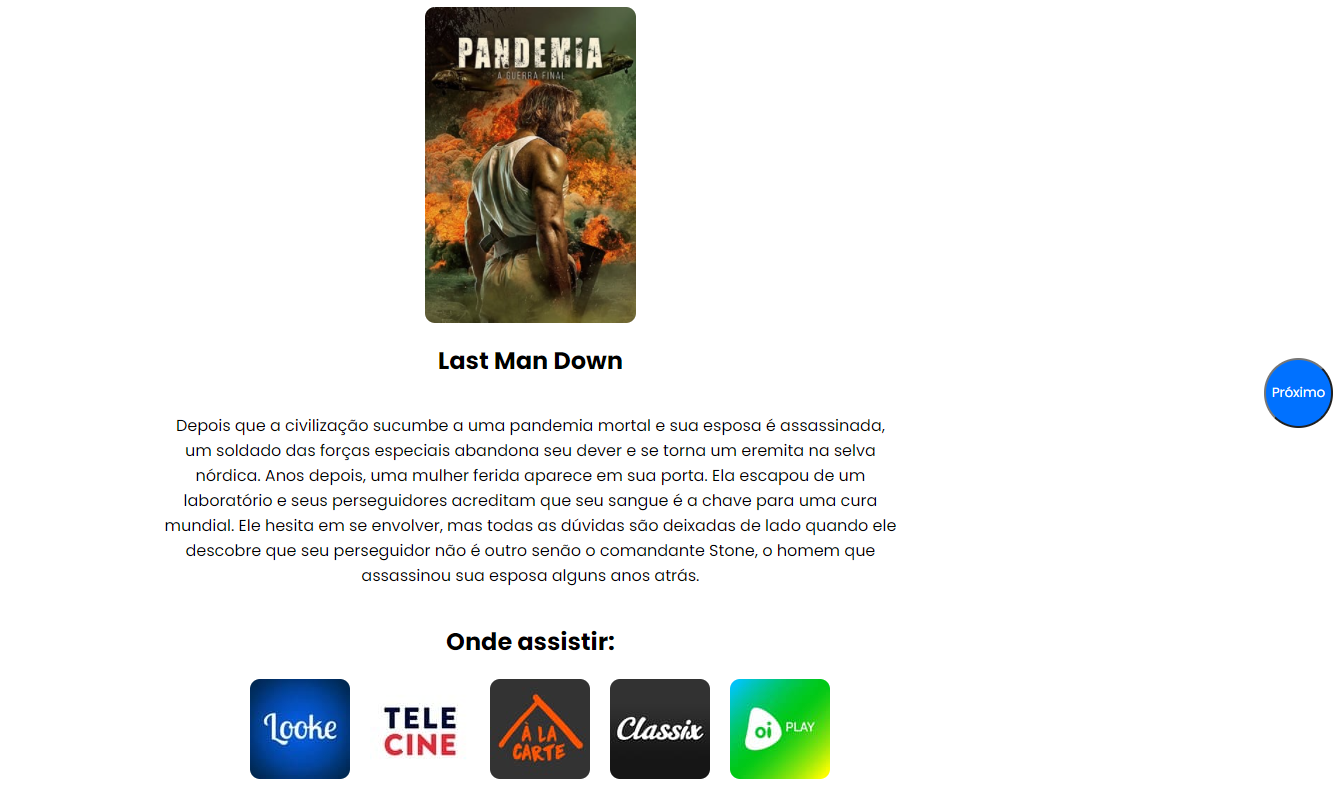 PANDEMIA
A GUERRA FINAL
Last Man Down
Próximo
Depois que a civilização sucumbe a uma pandemia mortal e sua esposa é assassinada,
um soldado das forças especiais abandona seu dever e se torna um eremita na selva
nórdica. Anos depois, uma mulher ferida aparece em sua porta. Ela escapou de um
laboratório e seus perseguidores acreditam que seu sangue é a chave para uma cura
mundial. Ele hesita em se envolver, mas todas as dúvidas são deixadas de lado quando ele
descobre que seu perseguidor não é outro senão o comandante Stone, o homem que
assassinou sua esposa alguns anos atrás.
Onde assistir:
Looke
TELE
CINE
À LA
CARTE
Classix
oi PLAY